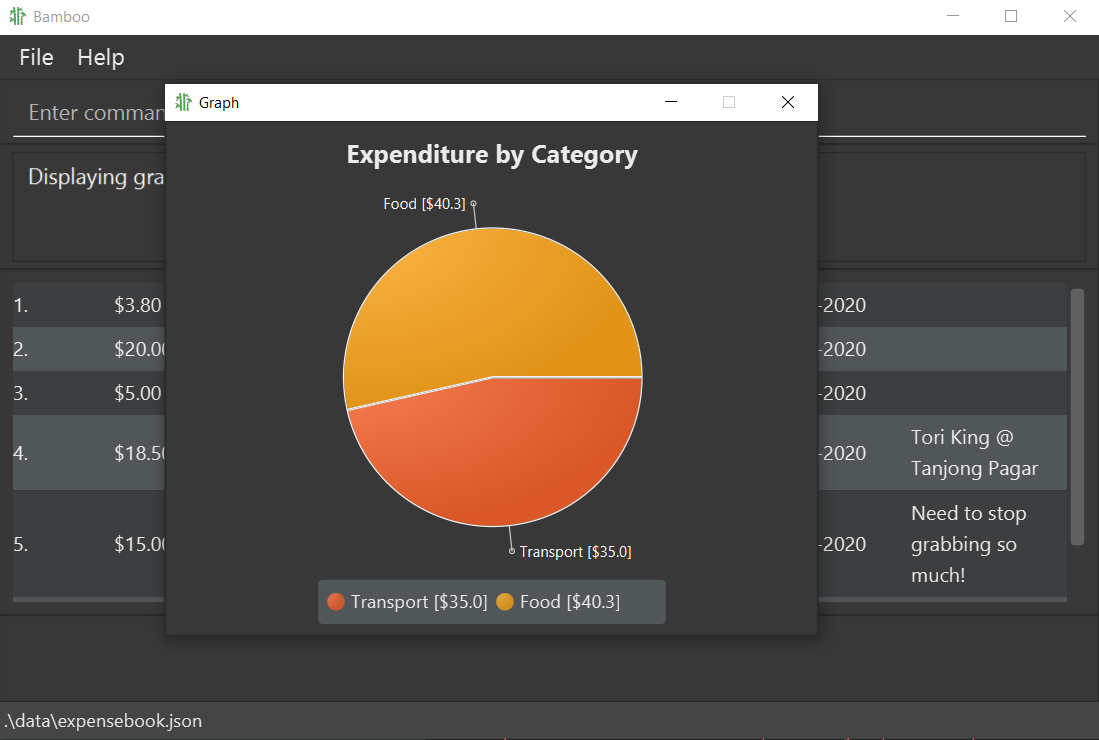 Bamboo
File Help
Graph
Enter comman
Expenditure by Category
Displaying gra
Food [$40.3]
1. $3.80 -2020
2. $20.00 -2020
3. $5.00 -2020
4. $18.50 -2020 Tori King @
Tanjong Pagar
5. $15.00 -2020 Need to stop
grabbing so
much!
Transport [$35.0]
Transport [$35.0] Food [$40.3]
.\data\expensebook.json